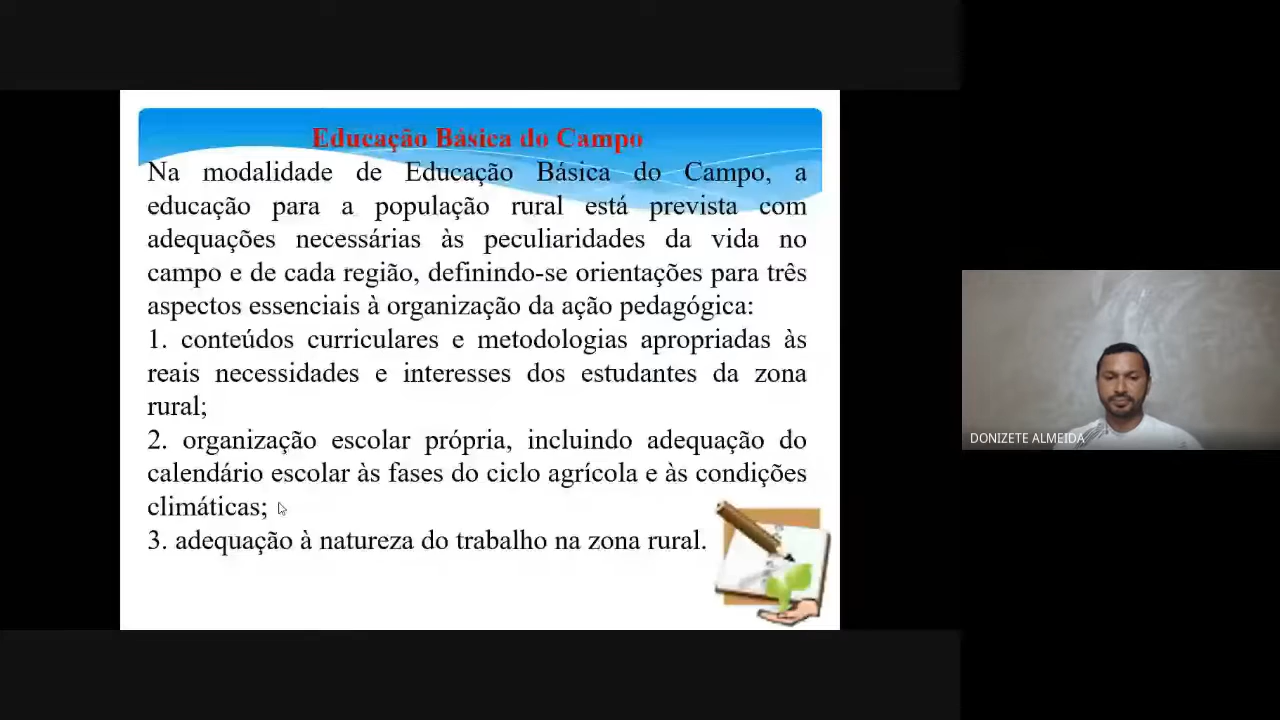 Educação Básica do Campo
Na modalidade de Educação Básica do Campo, a
educação para a população rural está prevista com
adequações necessárias às peculiaridades da vida no
campo e de cada região, definindo-se orientações para três
aspectos essenciais à organização da ação pedagógica:
1. conteúdos curriculares e metodologias apropriadas às
reais necessidades e interesses dos estudantes da zona
rural;
2. organização escolar própria, incluindo adequação do
calendário escolar às fases do ciclo agrícola e às condições
climáticas;
3. adequação à natureza do trabalho na zona rural.
DONIZETE ALMEIDA